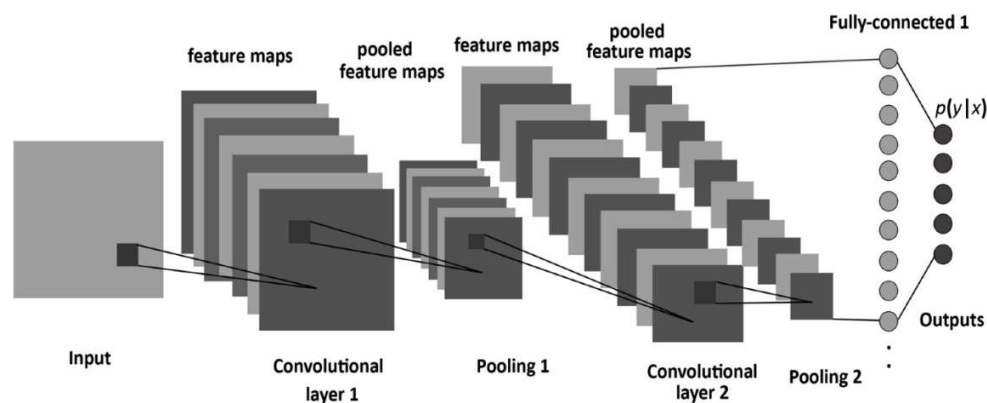 Fully-connected 1
feature maps
pooled
feature maps
feature maps
pooled
feature maps
p(y|x)
Outputs
Input
Convolutional
layer 1
Pooling 1
Convolutional
layer 2
Pooling 2